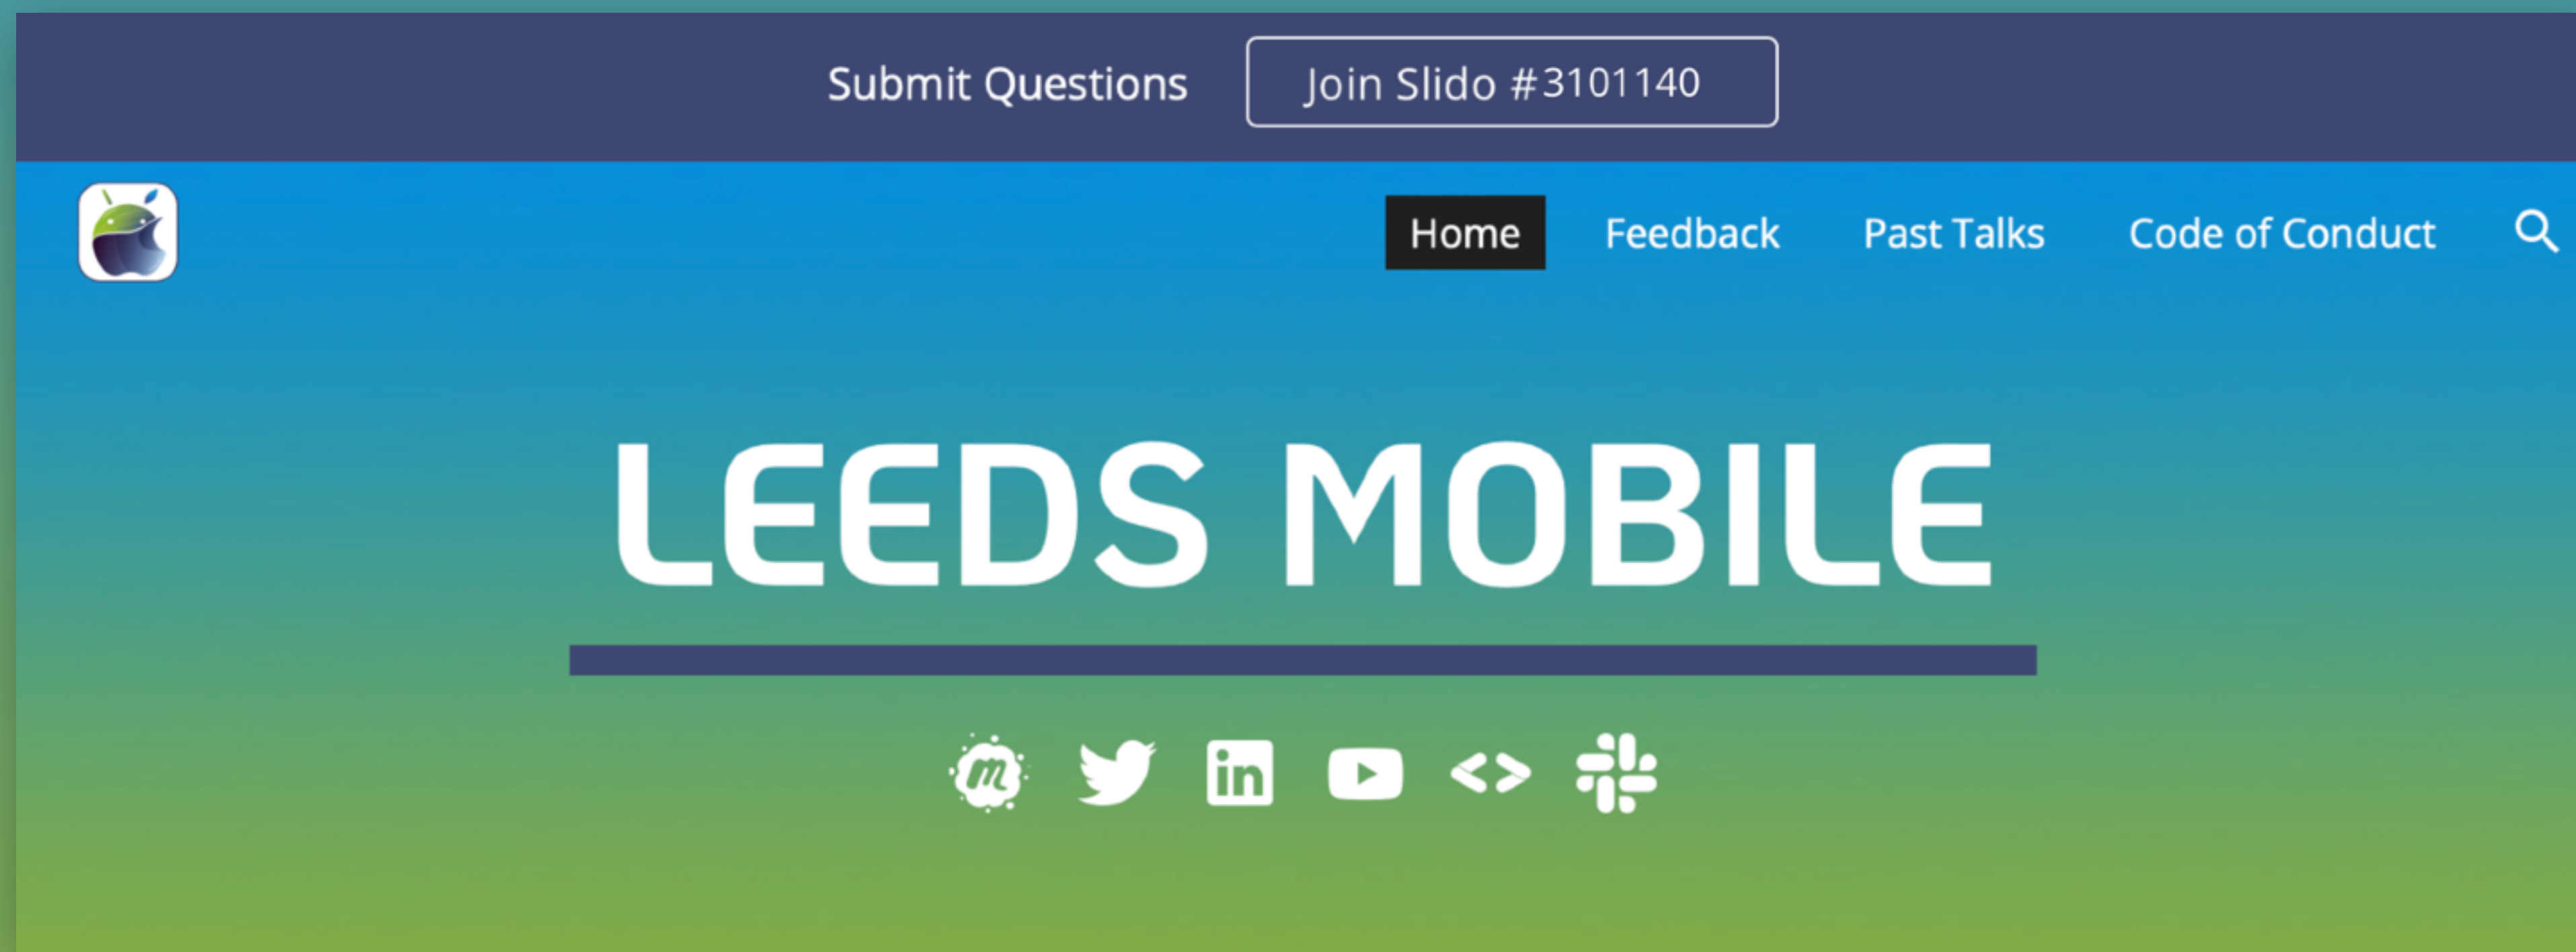 Submit Questions Join Slido #3101140
Home Feedback Past Talks Code of Conduct
LEEDS MOBILE